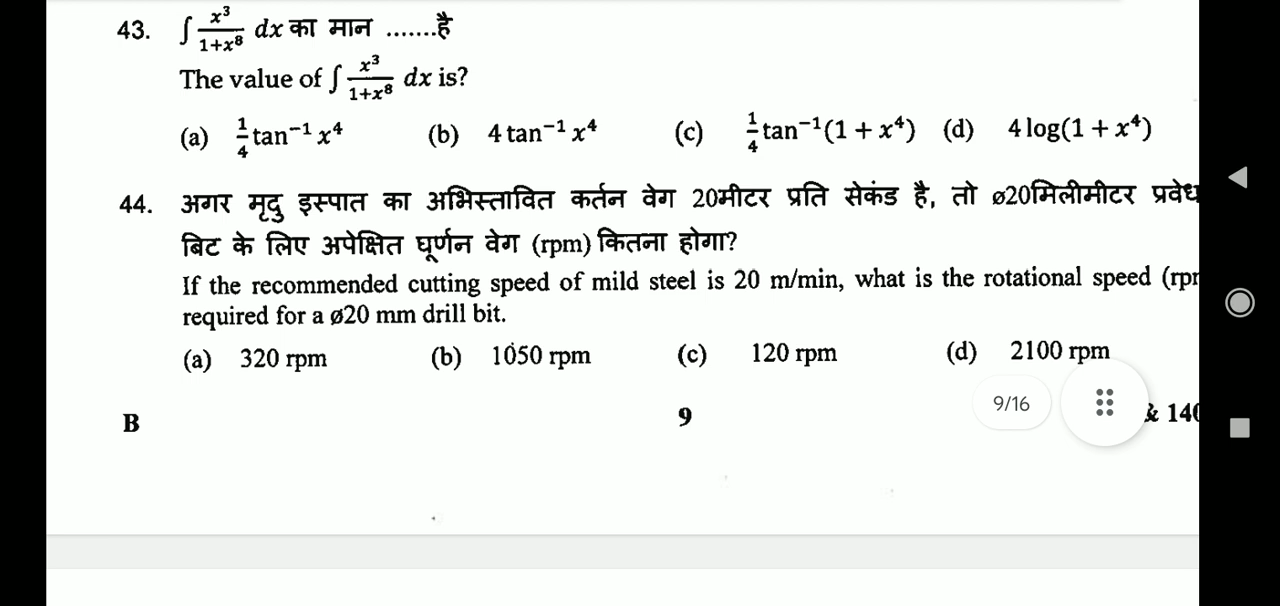 43. ∫ x³/1+x⁸ dx का मान .......है
The value of ∫ x³/1+x⁸ dx is?
(a) 1/4 tan⁻¹ x⁴ (b) 4 tan⁻¹ x⁴ (c) 1/4 tan⁻¹(1 + x⁴) (d) 4 log(1 + x⁴)
44. अगर मृदु इस्पात का अभिस्तावित कर्तन वेग 20मीटर प्रति सेकंड है, तो ø20मिलीमीटर प्रवेध
बिट के लिए अपेक्षित घूर्णन वेग (rpm) कितना होगा?
If the recommended cutting speed of mild steel is 20 m/min, what is the rotational speed (rpr
required for a ø20 mm drill bit.
(a) 320 rpm (b) 1050 rpm (c) 120 rpm (d) 2100 rpm
9/16
B 9 & 140